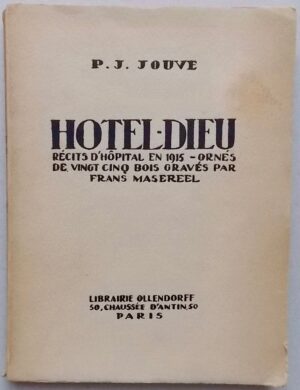 P. J. JOUVE
HOTEL-DIEU
RÉCITS D'HÔPITAL EN 1915 - ORNÉS
DE VINGT CINQ BOIS GRAVÉS PAR
FRANS MASEREEL
LIBRAIRIE OLLENDORFF
50, CHAUSSÉE D'ANTIN, 50
PARIS